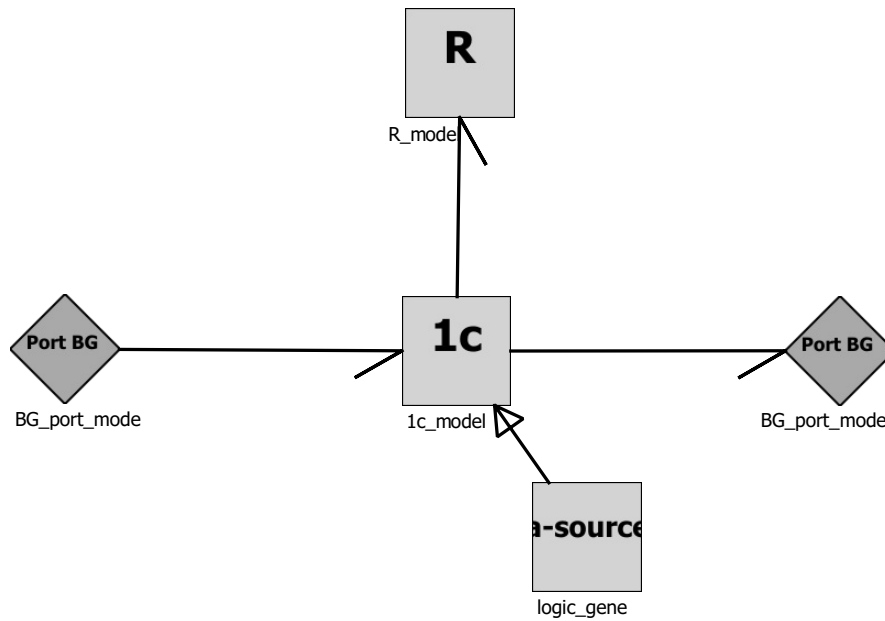 R
R_mode
Port BG
BG_port_mode
1c
1c_model
Port BG
BG_port_mode
a-source
logic_gene